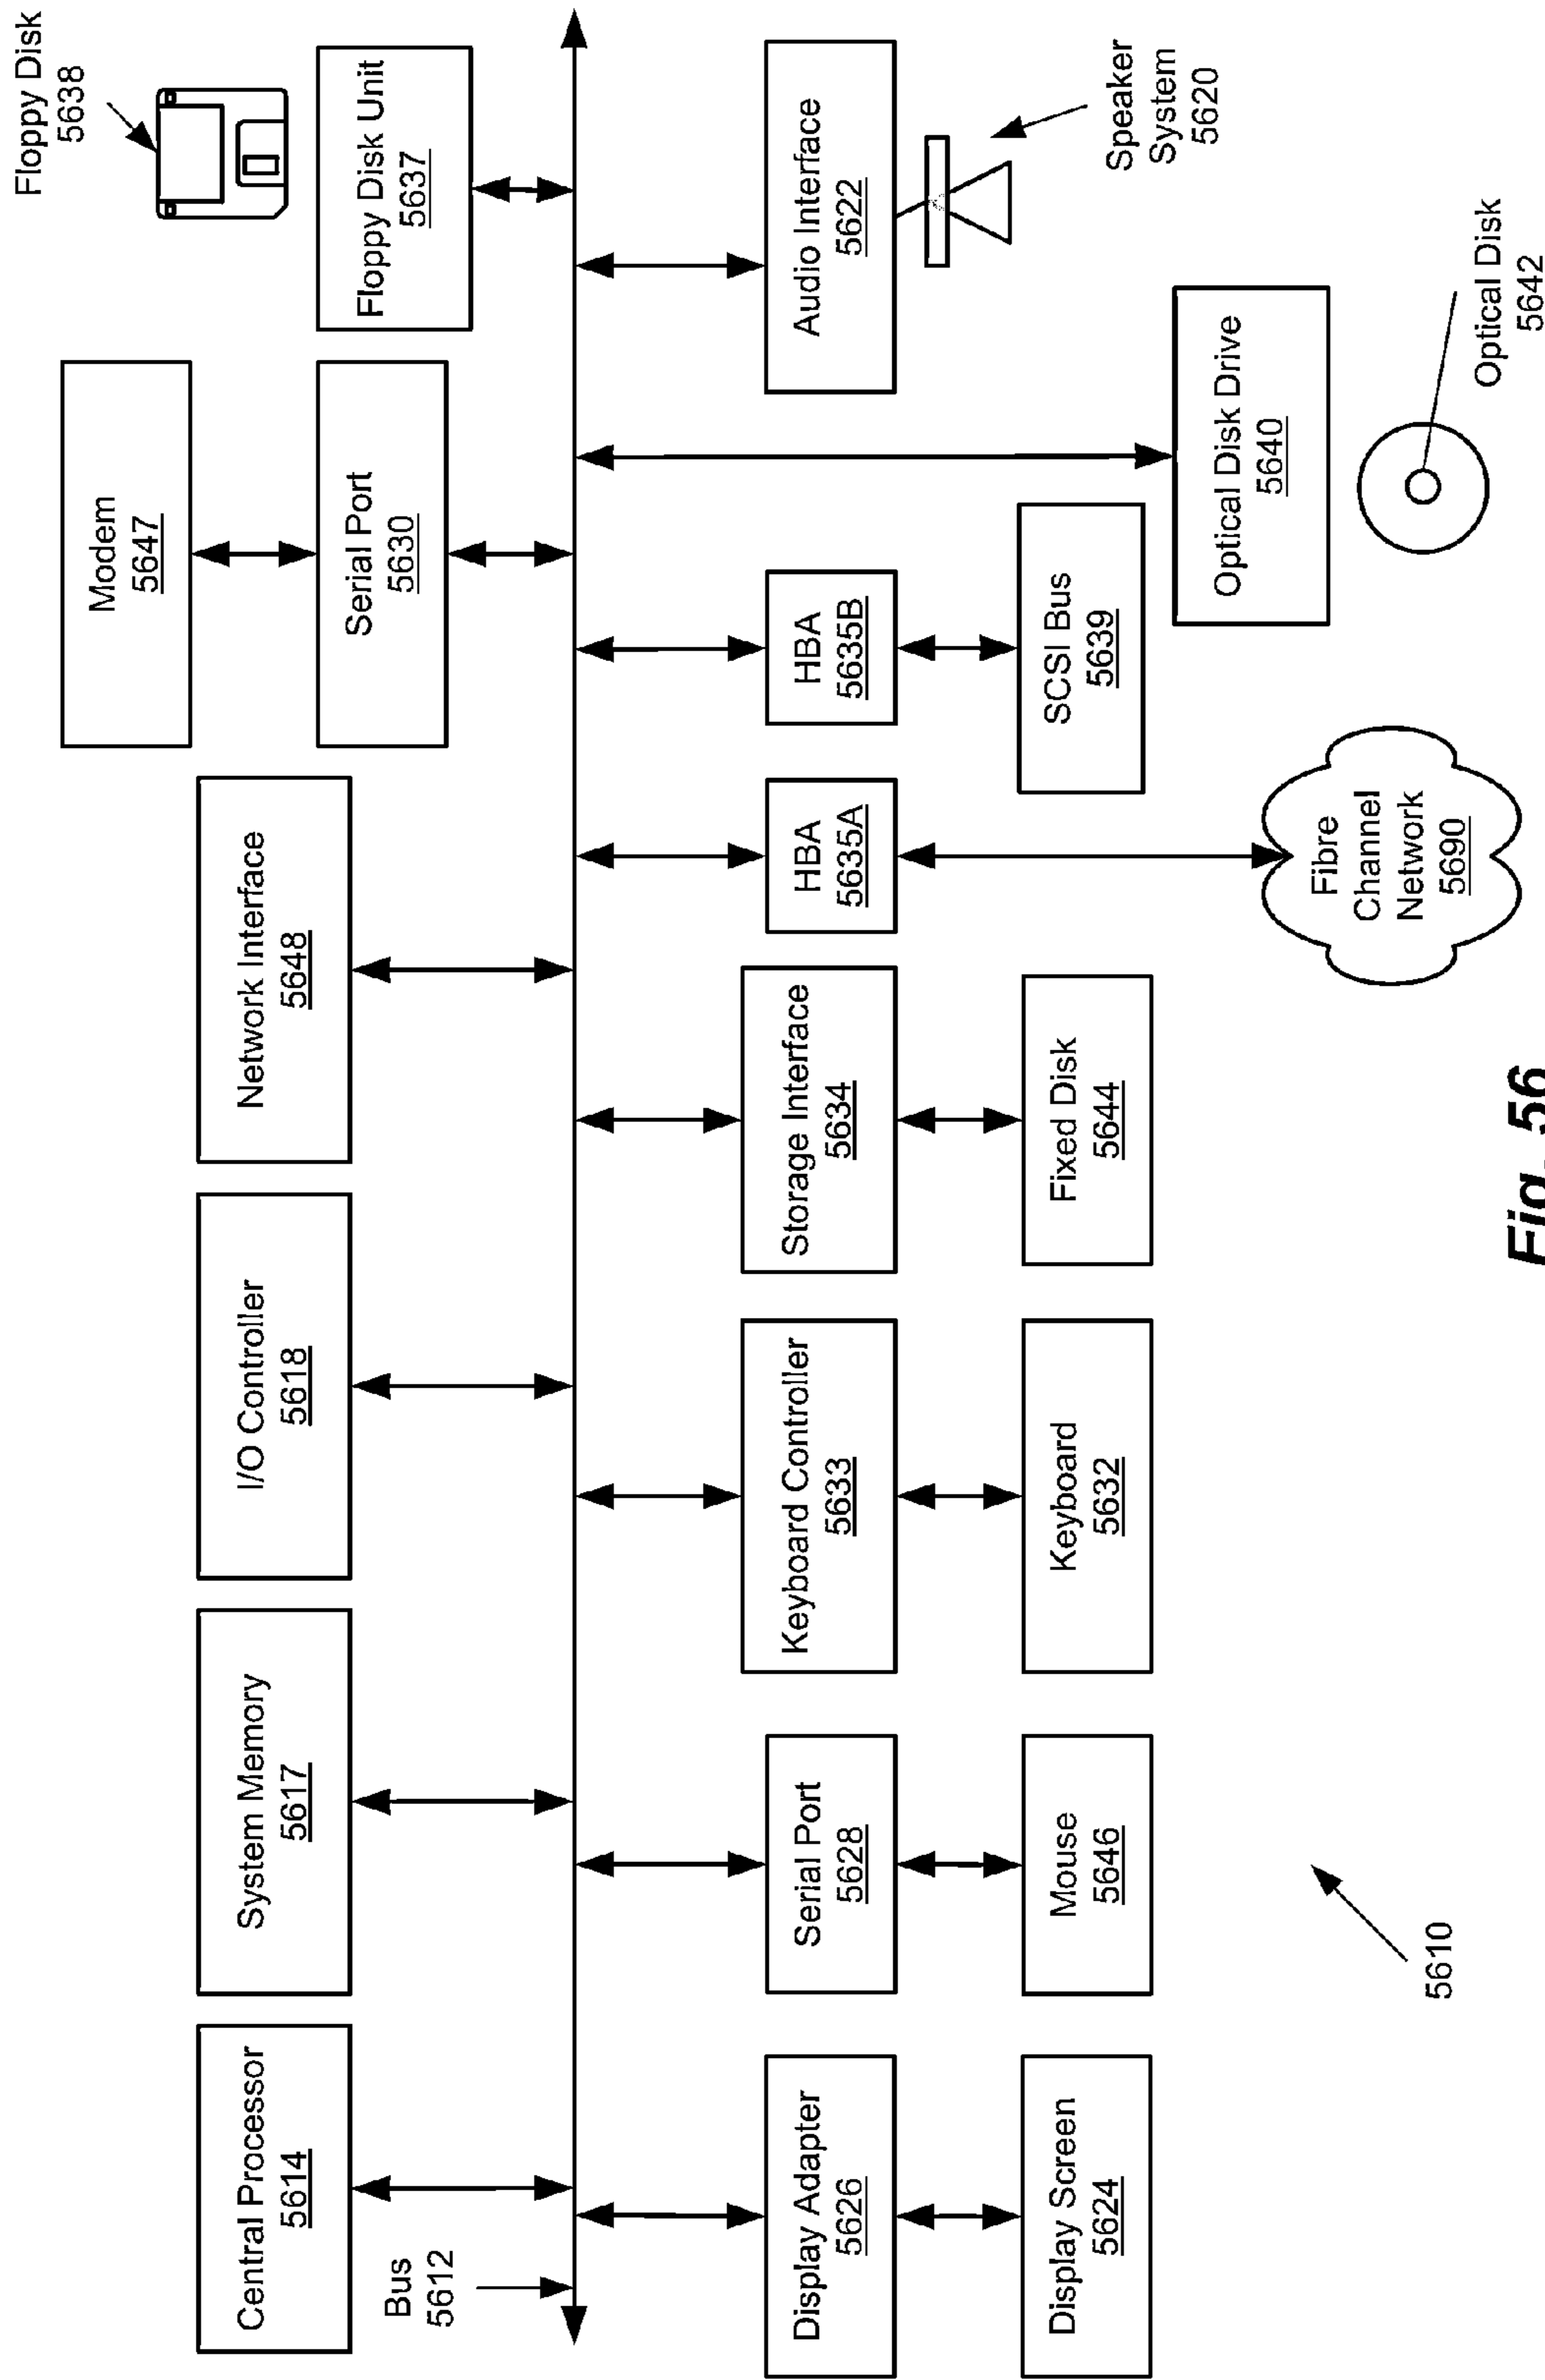 Central Processor
5614
System Memory
5617
I/O Controller
5618
Network Interface
5648
Modem
5647
Serial Port
5630
Floppy Disk
5638
Floppy Disk Unit
5637
Bus
5612
Display Adapter
5626
Display Screen
5624
Serial Port
5628
Mouse
5646
Keyboard Controller
5633
Keyboard
5632
Storage Interface
5634
Fixed Disk
5644
HBA
5635A
Fibre
Channel
Network
5690
HBA
5635B
SCSI Bus
5639
Optical Disk Drive
5640
Optical Disk
5642
Audio Interface
5622
Speaker
System
5620
5610
Fig. 56